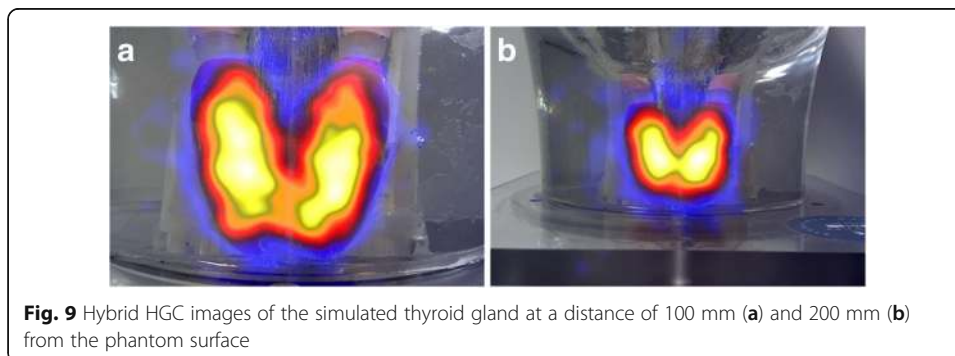 a
b
Fig. 9 Hybrid HGC images of the simulated thyroid gland at a distance of 100 mm (a) and 200 mm (b)
from the phantom surface